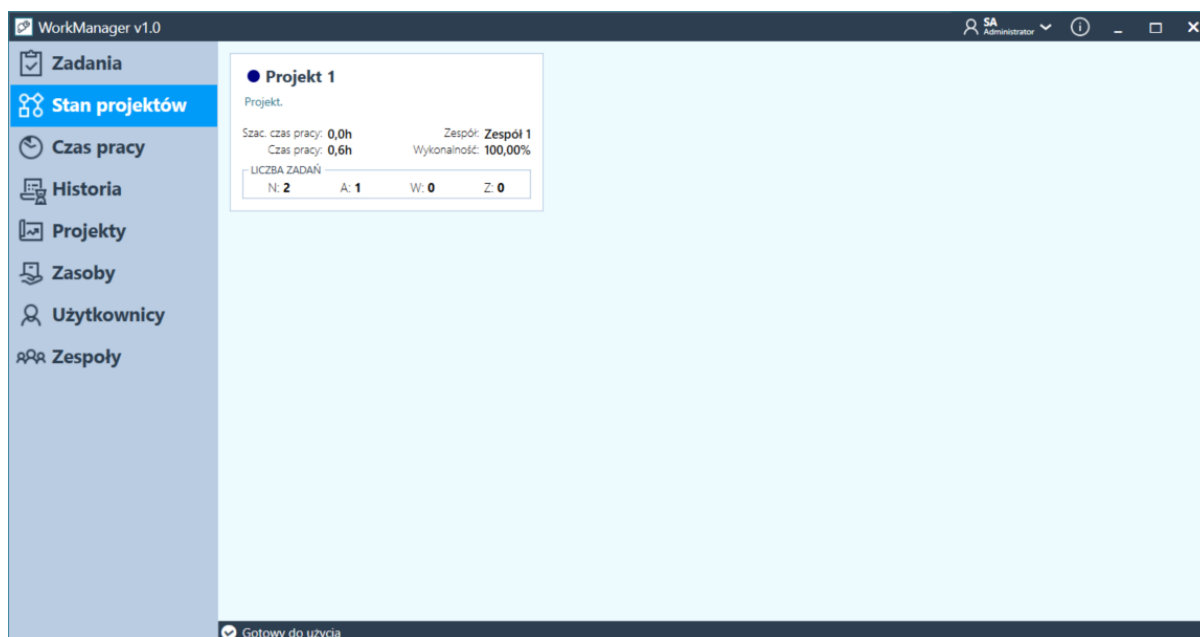 WorkManager v1.0
SA
Administrator
Zadania
Stan projektów
Czas pracy
Historia
Projekty
Zasoby
Użytkownicy
Zespoły
Projekt 1
Projekt.
Szac. czas pracy: 0,0h Zespół: Zespół 1
Czas pracy: 0,6h Wykonalność: 100,00%
LICZBA ZADAŃ
N: 2 A: 1 W: 0 Z: 0
Gotowy do użycia